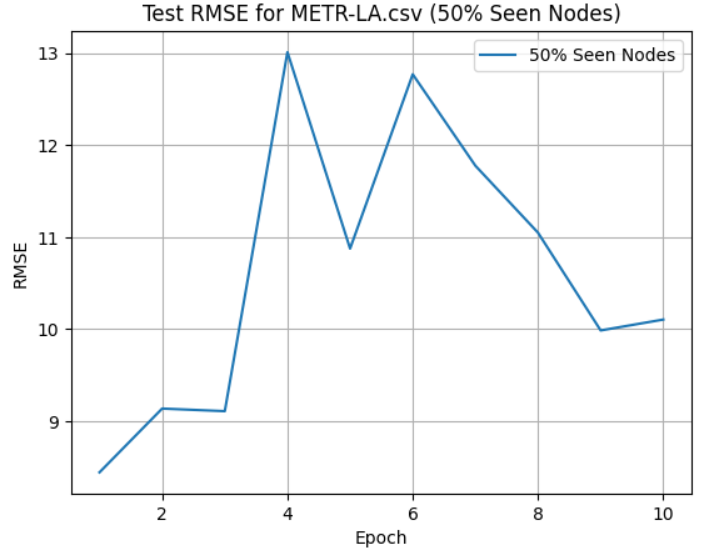 Test RMSE for METR-LA.csv (50% Seen Nodes)
50% Seen Nodes
13
12
11
10
9
RMSE
2 4 6 8 10
Epoch